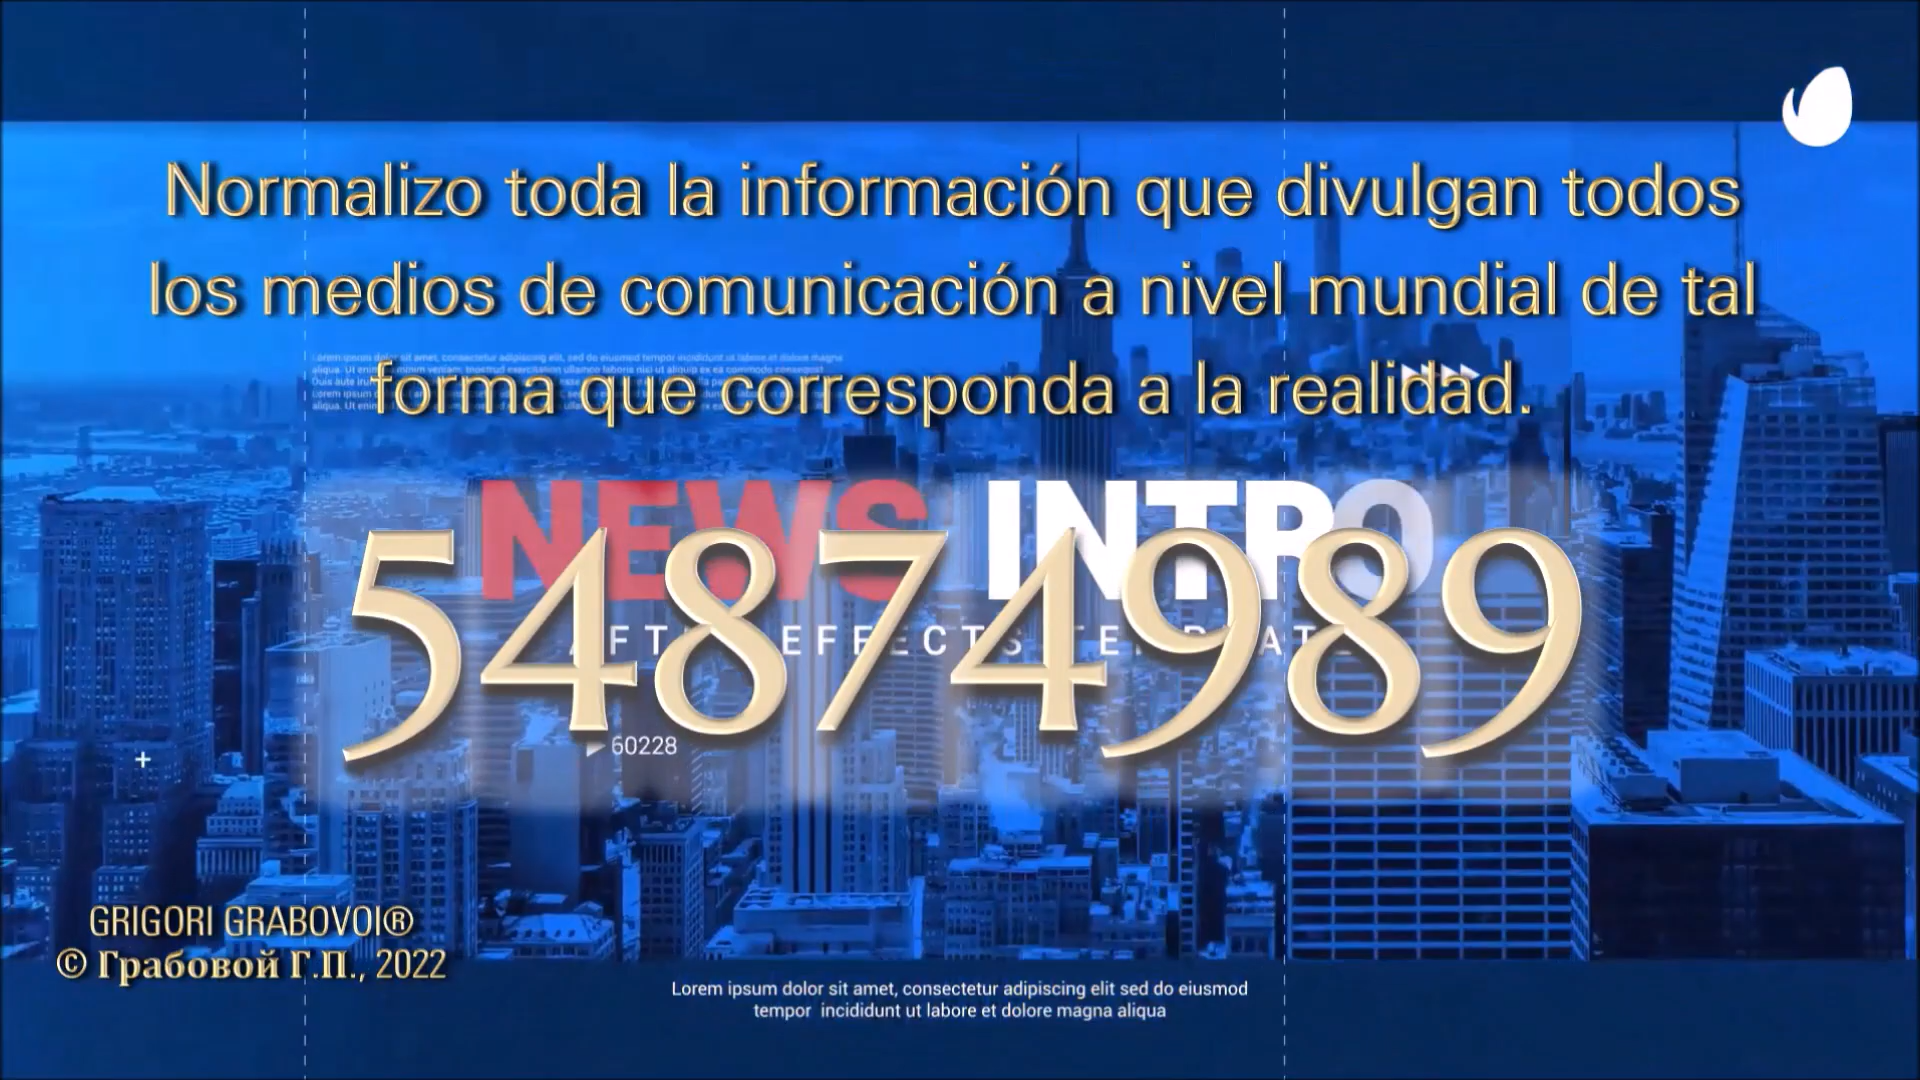 Normalizo toda la información que divulgan todos
los medios de comunicación a nivel mundial de tal
forma que corresponda a la realidad.
NEWS INTRO
54874989
60228
GRIGORI GRABOVOI®
© Грабовой Г.П., 2022
Lorem ipsum dolor sit amet, consectetur adipiscing elit sed do eiusmod
tempor incididunt ut labore et dolore magna aliqua